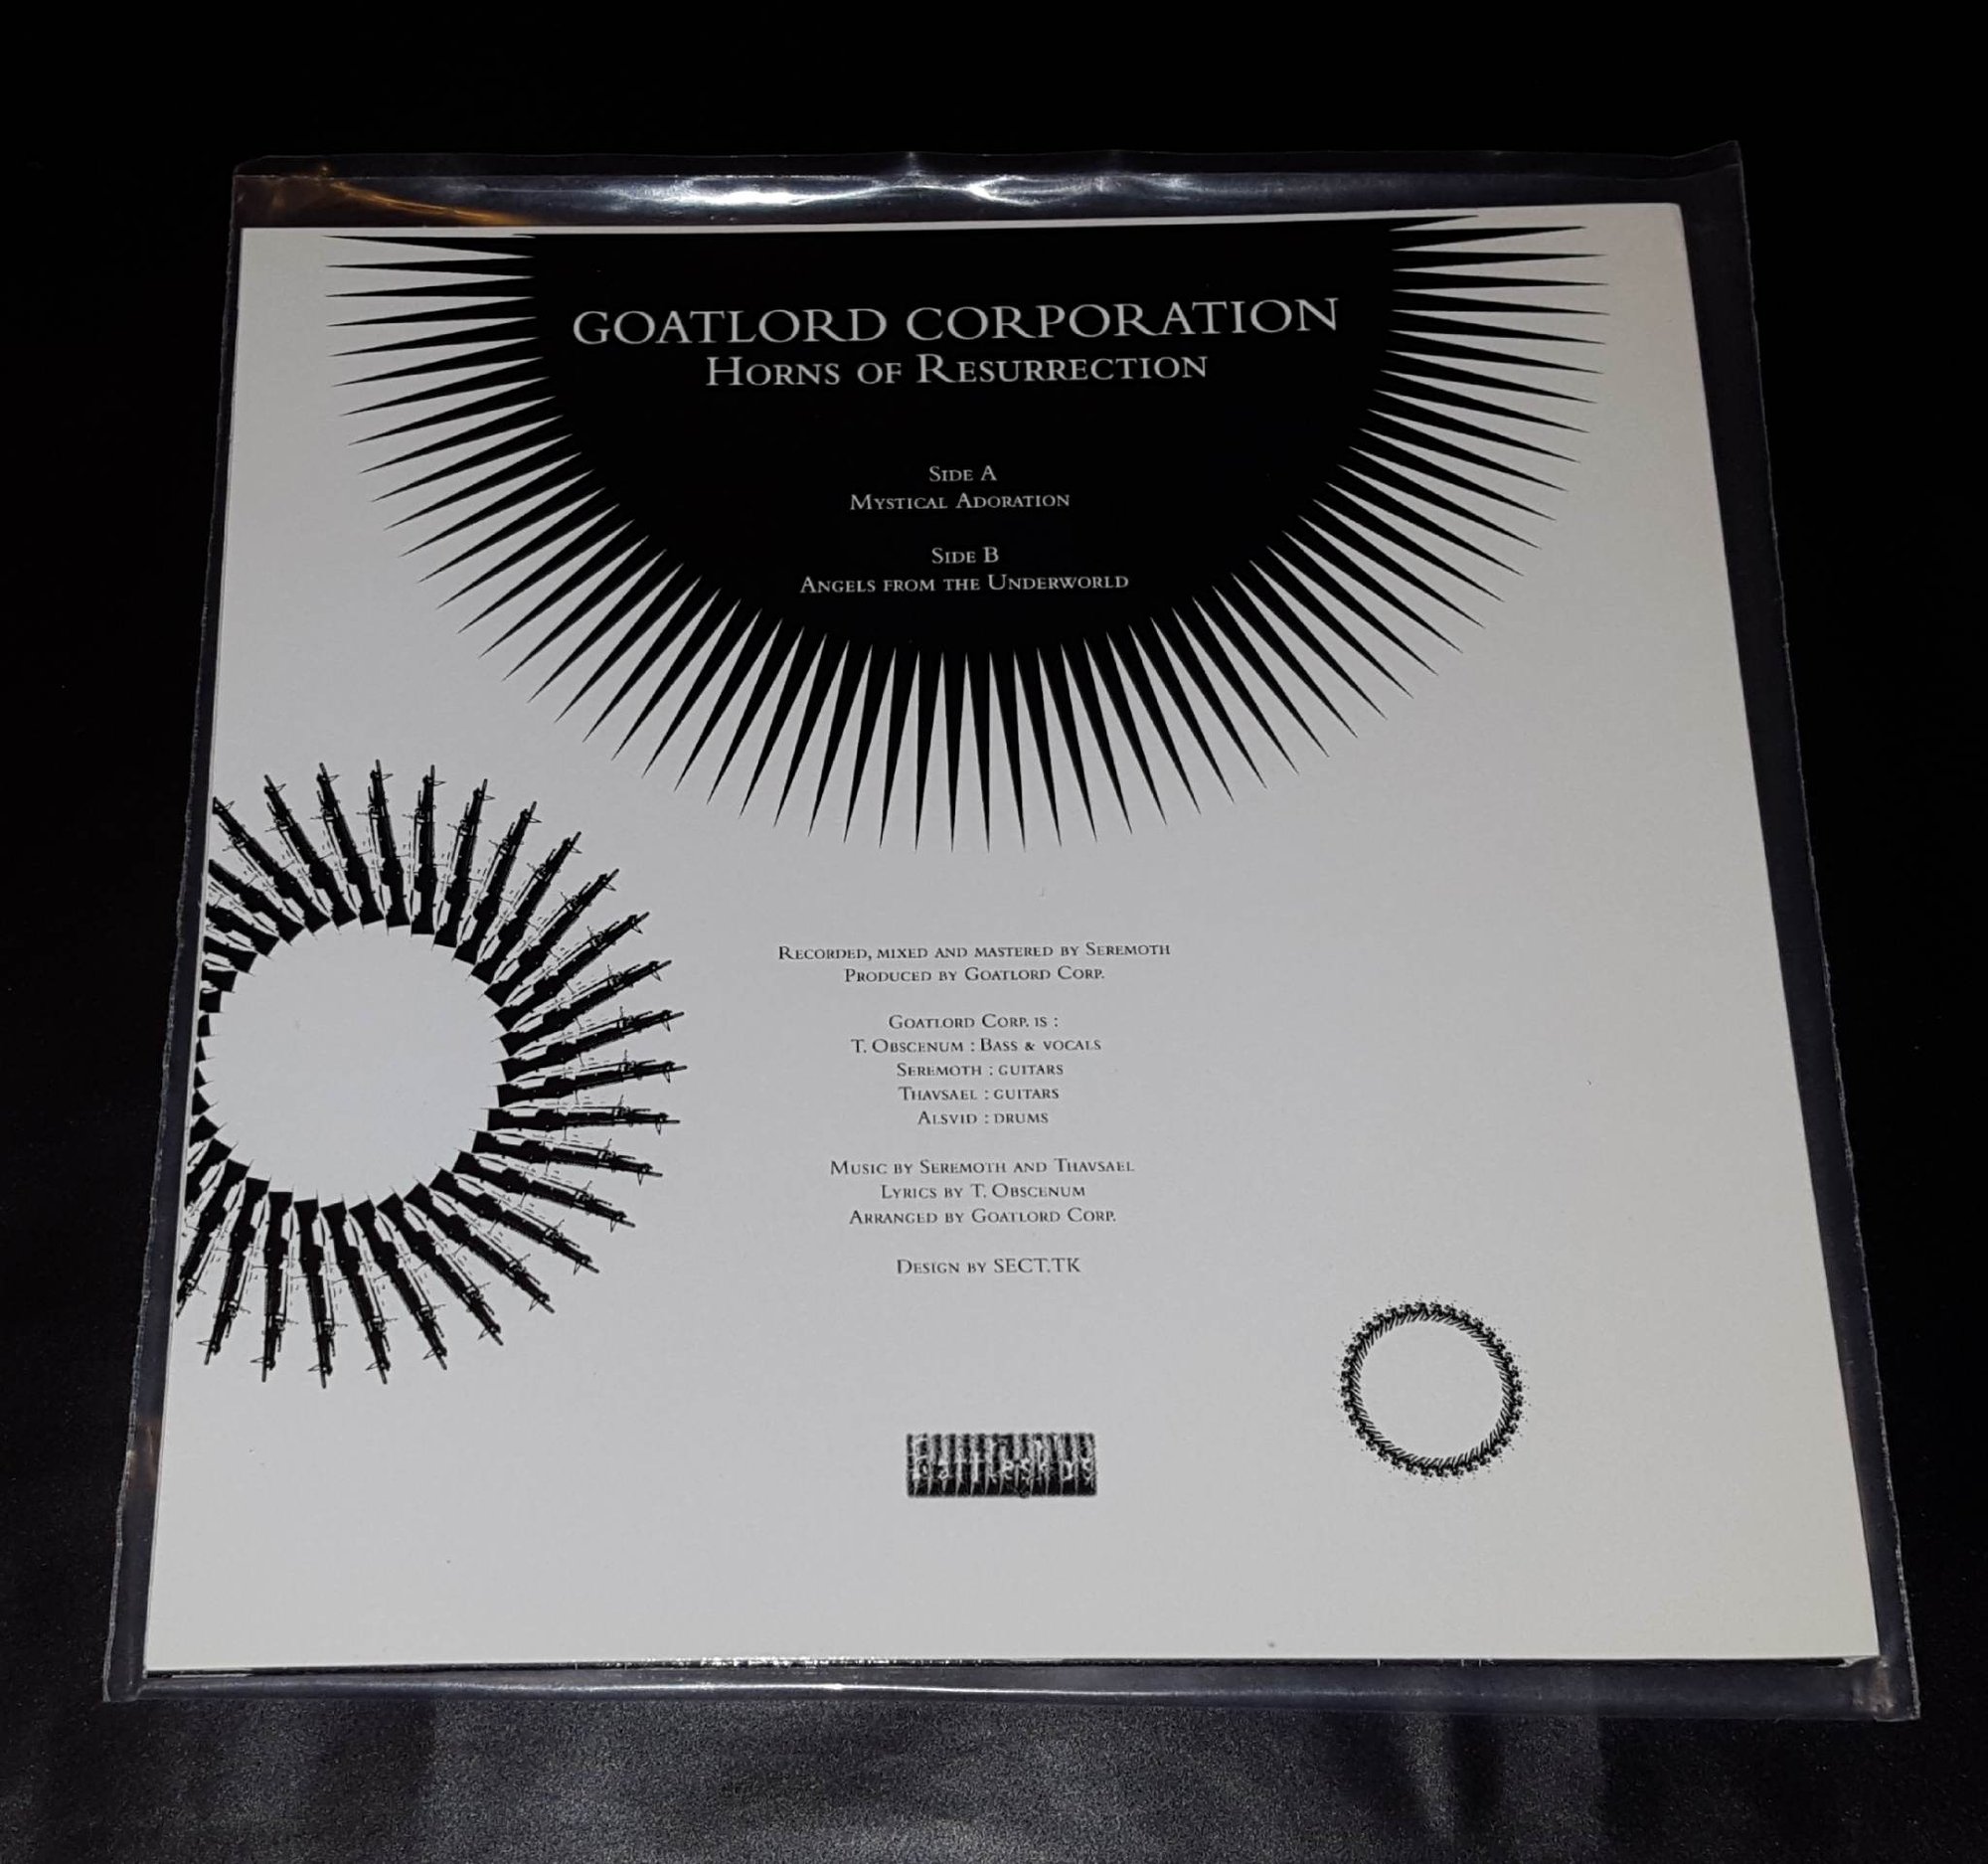 GOATLORD CORPORATION
Horns of Resurrection
Side A
Mystical Adoration
Side B
Angels from the Underworld
Recorded, mixed and mastered by Seremoth
Produced by Goatlord Corp.
Goatlord Corp. is :
T. Obscenum : Bass & vocals
Seremoth : guitars
Thavsael : guitars
Alsvid : drums
Music by Seremoth and Thavsael
Lyrics by T. Obscenum
Arranged by Goatlord Corp.
Design by SECT.TK